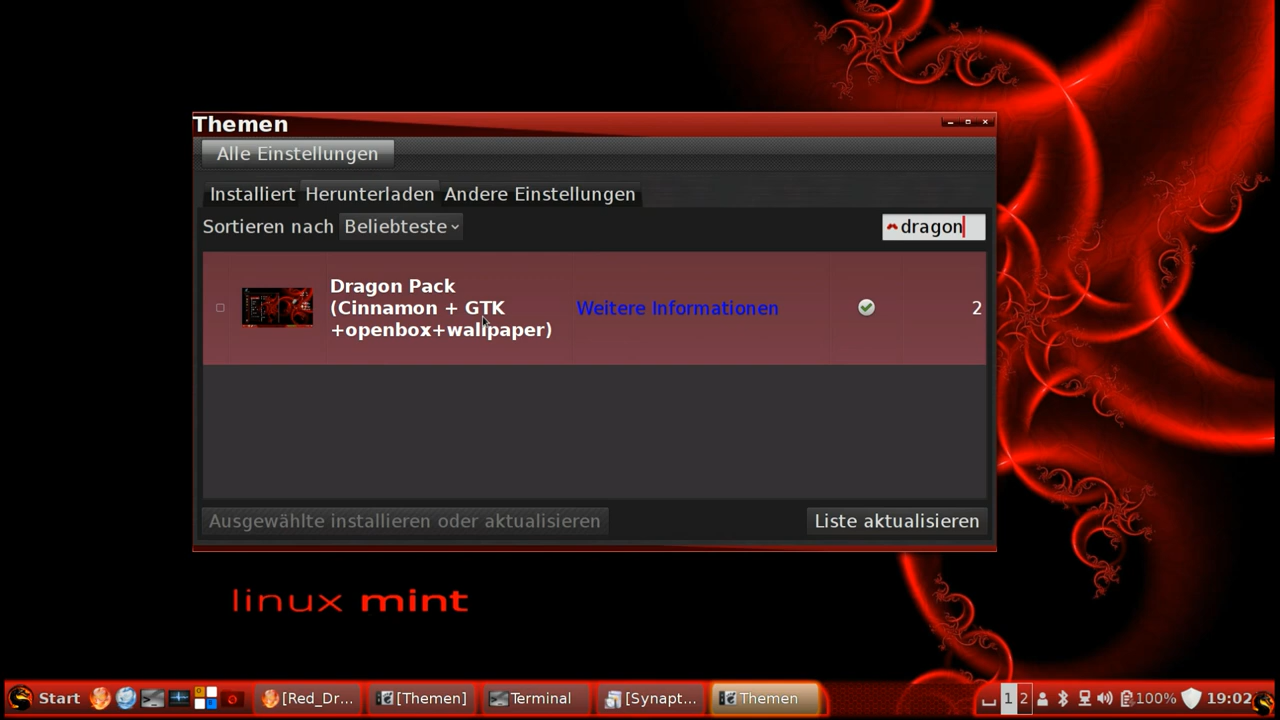 Themen
Alle Einstellungen
Installiert Herunterladen Andere Einstellungen
Sortieren nach Beliebteste dragon
Dragon Pack
(Cinnamon + GTK
+openbox+wallpaper)
Weitere Informationen
2
Ausgewählte installieren oder aktualisieren Liste aktualisieren
linux mint
Start [Red_Dr... [Themen] Terminal [Synapt... Themen 1 2 100% 19:02